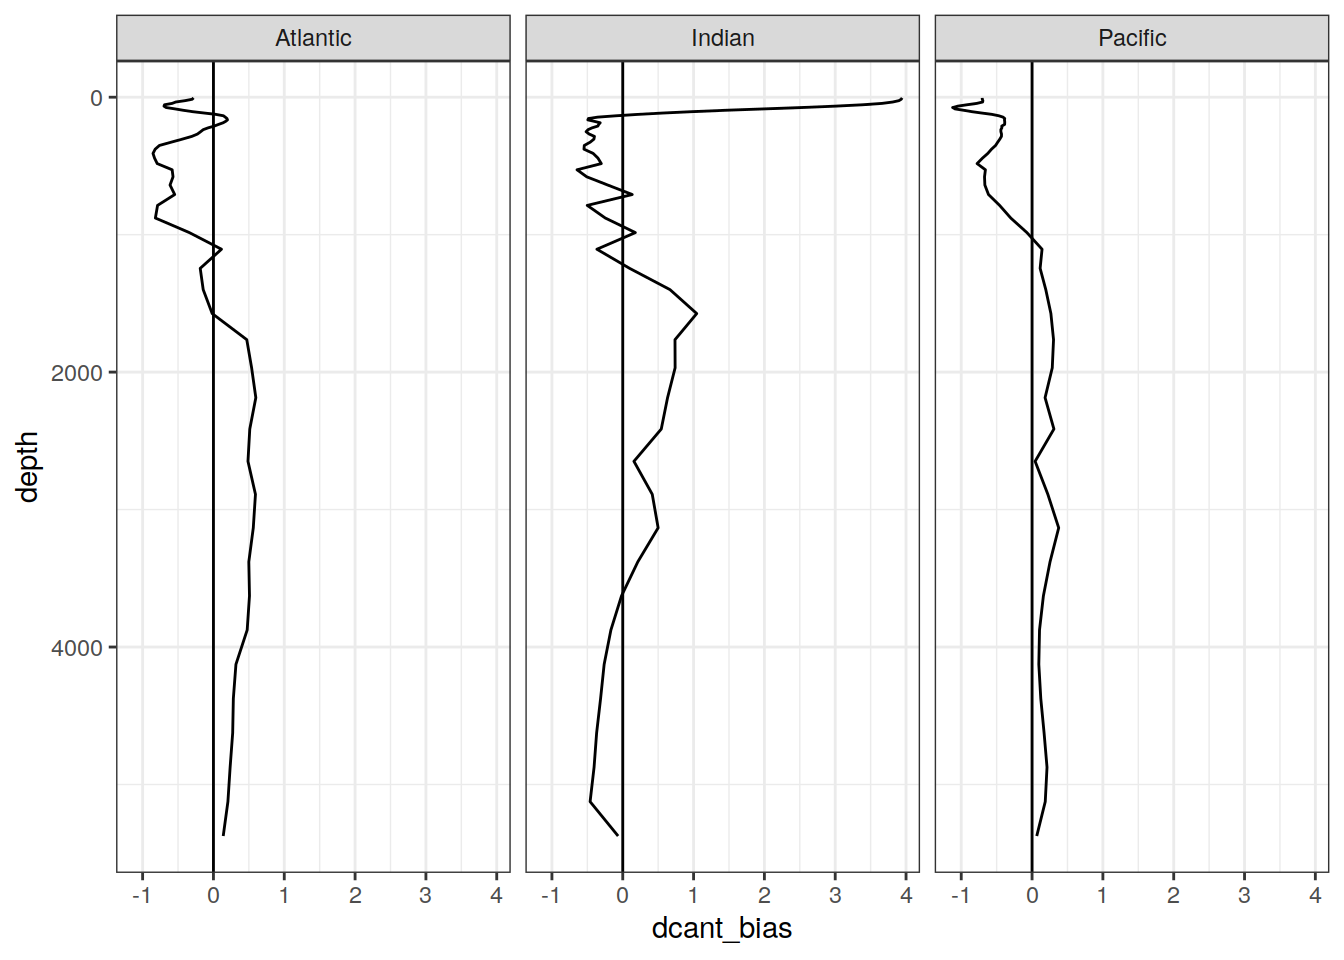 Atlantic Indian Pacific
0
2000
4000
depth
-1 0 1 2 3 4 -1 0 1 2 3 4 -1 0 1 2 3 4
dcant_bias